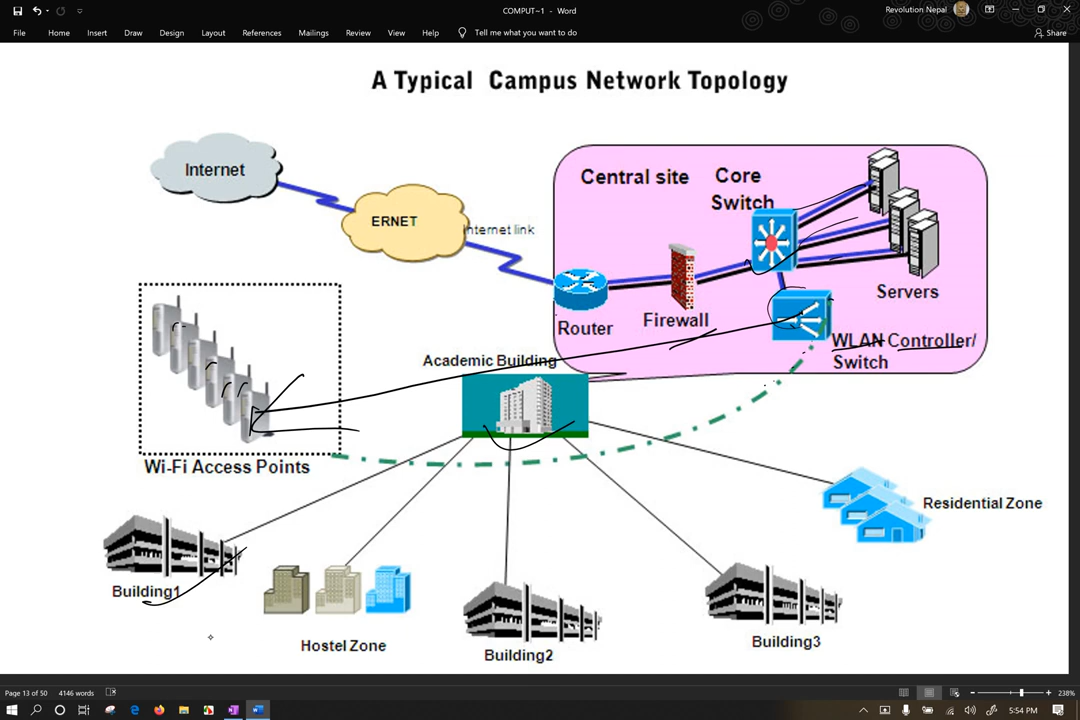 COMPUT~1 - Word
Revolution Nepal
File Home Insert Draw Design Layout References Mailings Review View Help Tell me what you want to do
Share
A Typical Campus Network Topology
Internet
ERNET
Internet link
Central site
Core
Switch
Servers
Router
Firewall
WLAN Controller/
Switch
Academic Building
Wi-Fi Access Points
Residential Zone
Building1
Hostel Zone
Building2
Building3
Page 13 of 50 4146 words
238%
5:54 PM